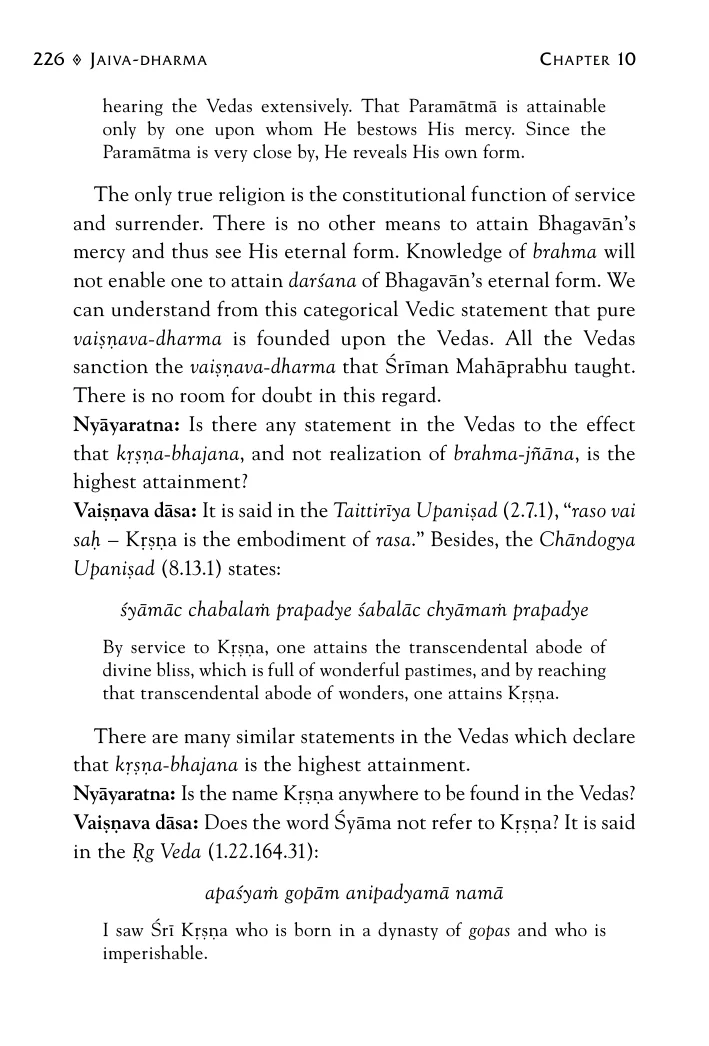 226 ◊ JAIVA-DHARMA CHAPTER 10
hearing the Vedas extensively. That Paramātmā is attainable
only by one upon whom He bestows His mercy. Since the
Paramātma is very close by, He reveals His own form.
The only true religion is the constitutional function of service
and surrender. There is no other means to attain Bhagavān’s
mercy and thus see His eternal form. Knowledge of brahma will
not enable one to attain darśana of Bhagavān’s eternal form. We
can understand from this categorical Vedic statement that pure
vaiṣṇava-dharma is founded upon the Vedas. All the Vedas
sanction the vaiṣṇava-dharma that Śrīman Mahāprabhu taught.
There is no room for doubt in this regard.
Nyāyaratna: Is there any statement in the Vedas to the effect
that kṛṣṇa-bhajana, and not realization of brahma-jñāna, is the
highest attainment?
Vaiṣṇava dāsa: It is said in the Taittirīya Upaniṣad (2.7.1), “raso vai
saḥ – Kṛṣṇa is the embodiment of rasa.” Besides, the Chāndogya
Upaniṣad (8.13.1) states:
śyāmāc chabalaṁ prapadye śabalāc chyāmaṁ prapadye
By service to Kṛṣṇa, one attains the transcendental abode of
divine bliss, which is full of wonderful pastimes, and by reaching
that transcendental abode of wonders, one attains Kṛṣṇa.
There are many similar statements in the Vedas which declare
that kṛṣṇa-bhajana is the highest attainment.
Nyāyaratna: Is the name Kṛṣṇa anywhere to be found in the Vedas?
Vaiṣṇava dāsa: Does the word Śyāma not refer to Kṛṣṇa? It is said
in the Ṛg Veda (1.22.164.31):
apaśyaṁ gopām anipadyamā namā
I saw Śrī Kṛṣṇa who is born in a dynasty of gopas and who is
imperishable.